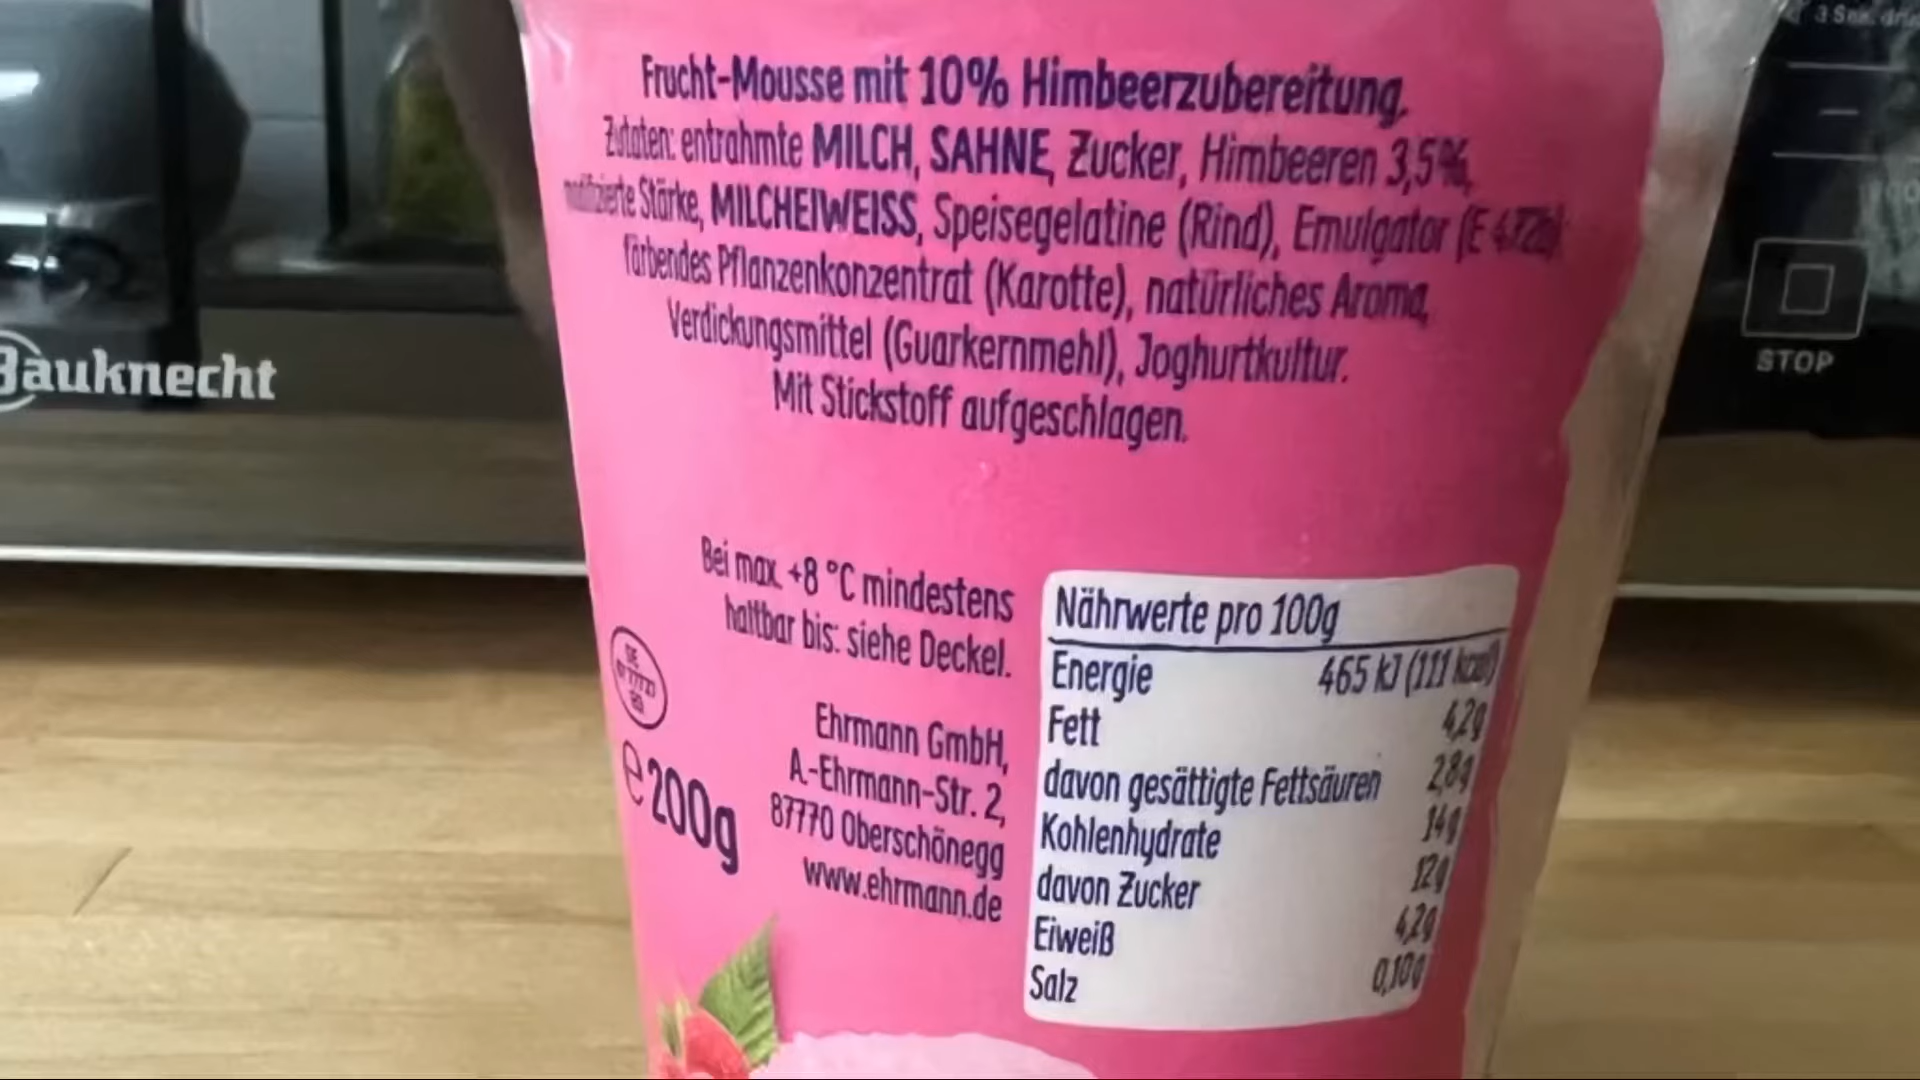 3 Sek.
Frucht-Mousse mit 10% Himbeerzubereitung.
Zutaten: entrahmte MILCH, SAHNE, Zucker, Himbeeren 3,5%,
modifizierte Stärke, MILCHEIWEISS, Speisegelatine (Rind), Emulgator (E 472b),
färbendes Pflanzenkonzentrat (Karotte), natürliches Aroma,
Verdickungsmittel (Guarkernmehl), Joghurtkultur.
Mit Stickstoff aufgeschlagen.
Bauknecht
STOP
Bei max. +8 °C mindestens
haltbar bis: siehe Deckel.
DE
Ehrmann GmbH,
A.-Ehrmann-Str. 2,
87770 Oberschönegg
www.ehrmann.de
e 200g
Nährwerte pro 100g
Energie 465 kJ (111 kcal)
Fett 4,2g
davon gesättigte Fettsäuren 2,8g
Kohlenhydrate 14g
davon Zucker 12g
Eiweiß 4,2g
Salz 0,10g